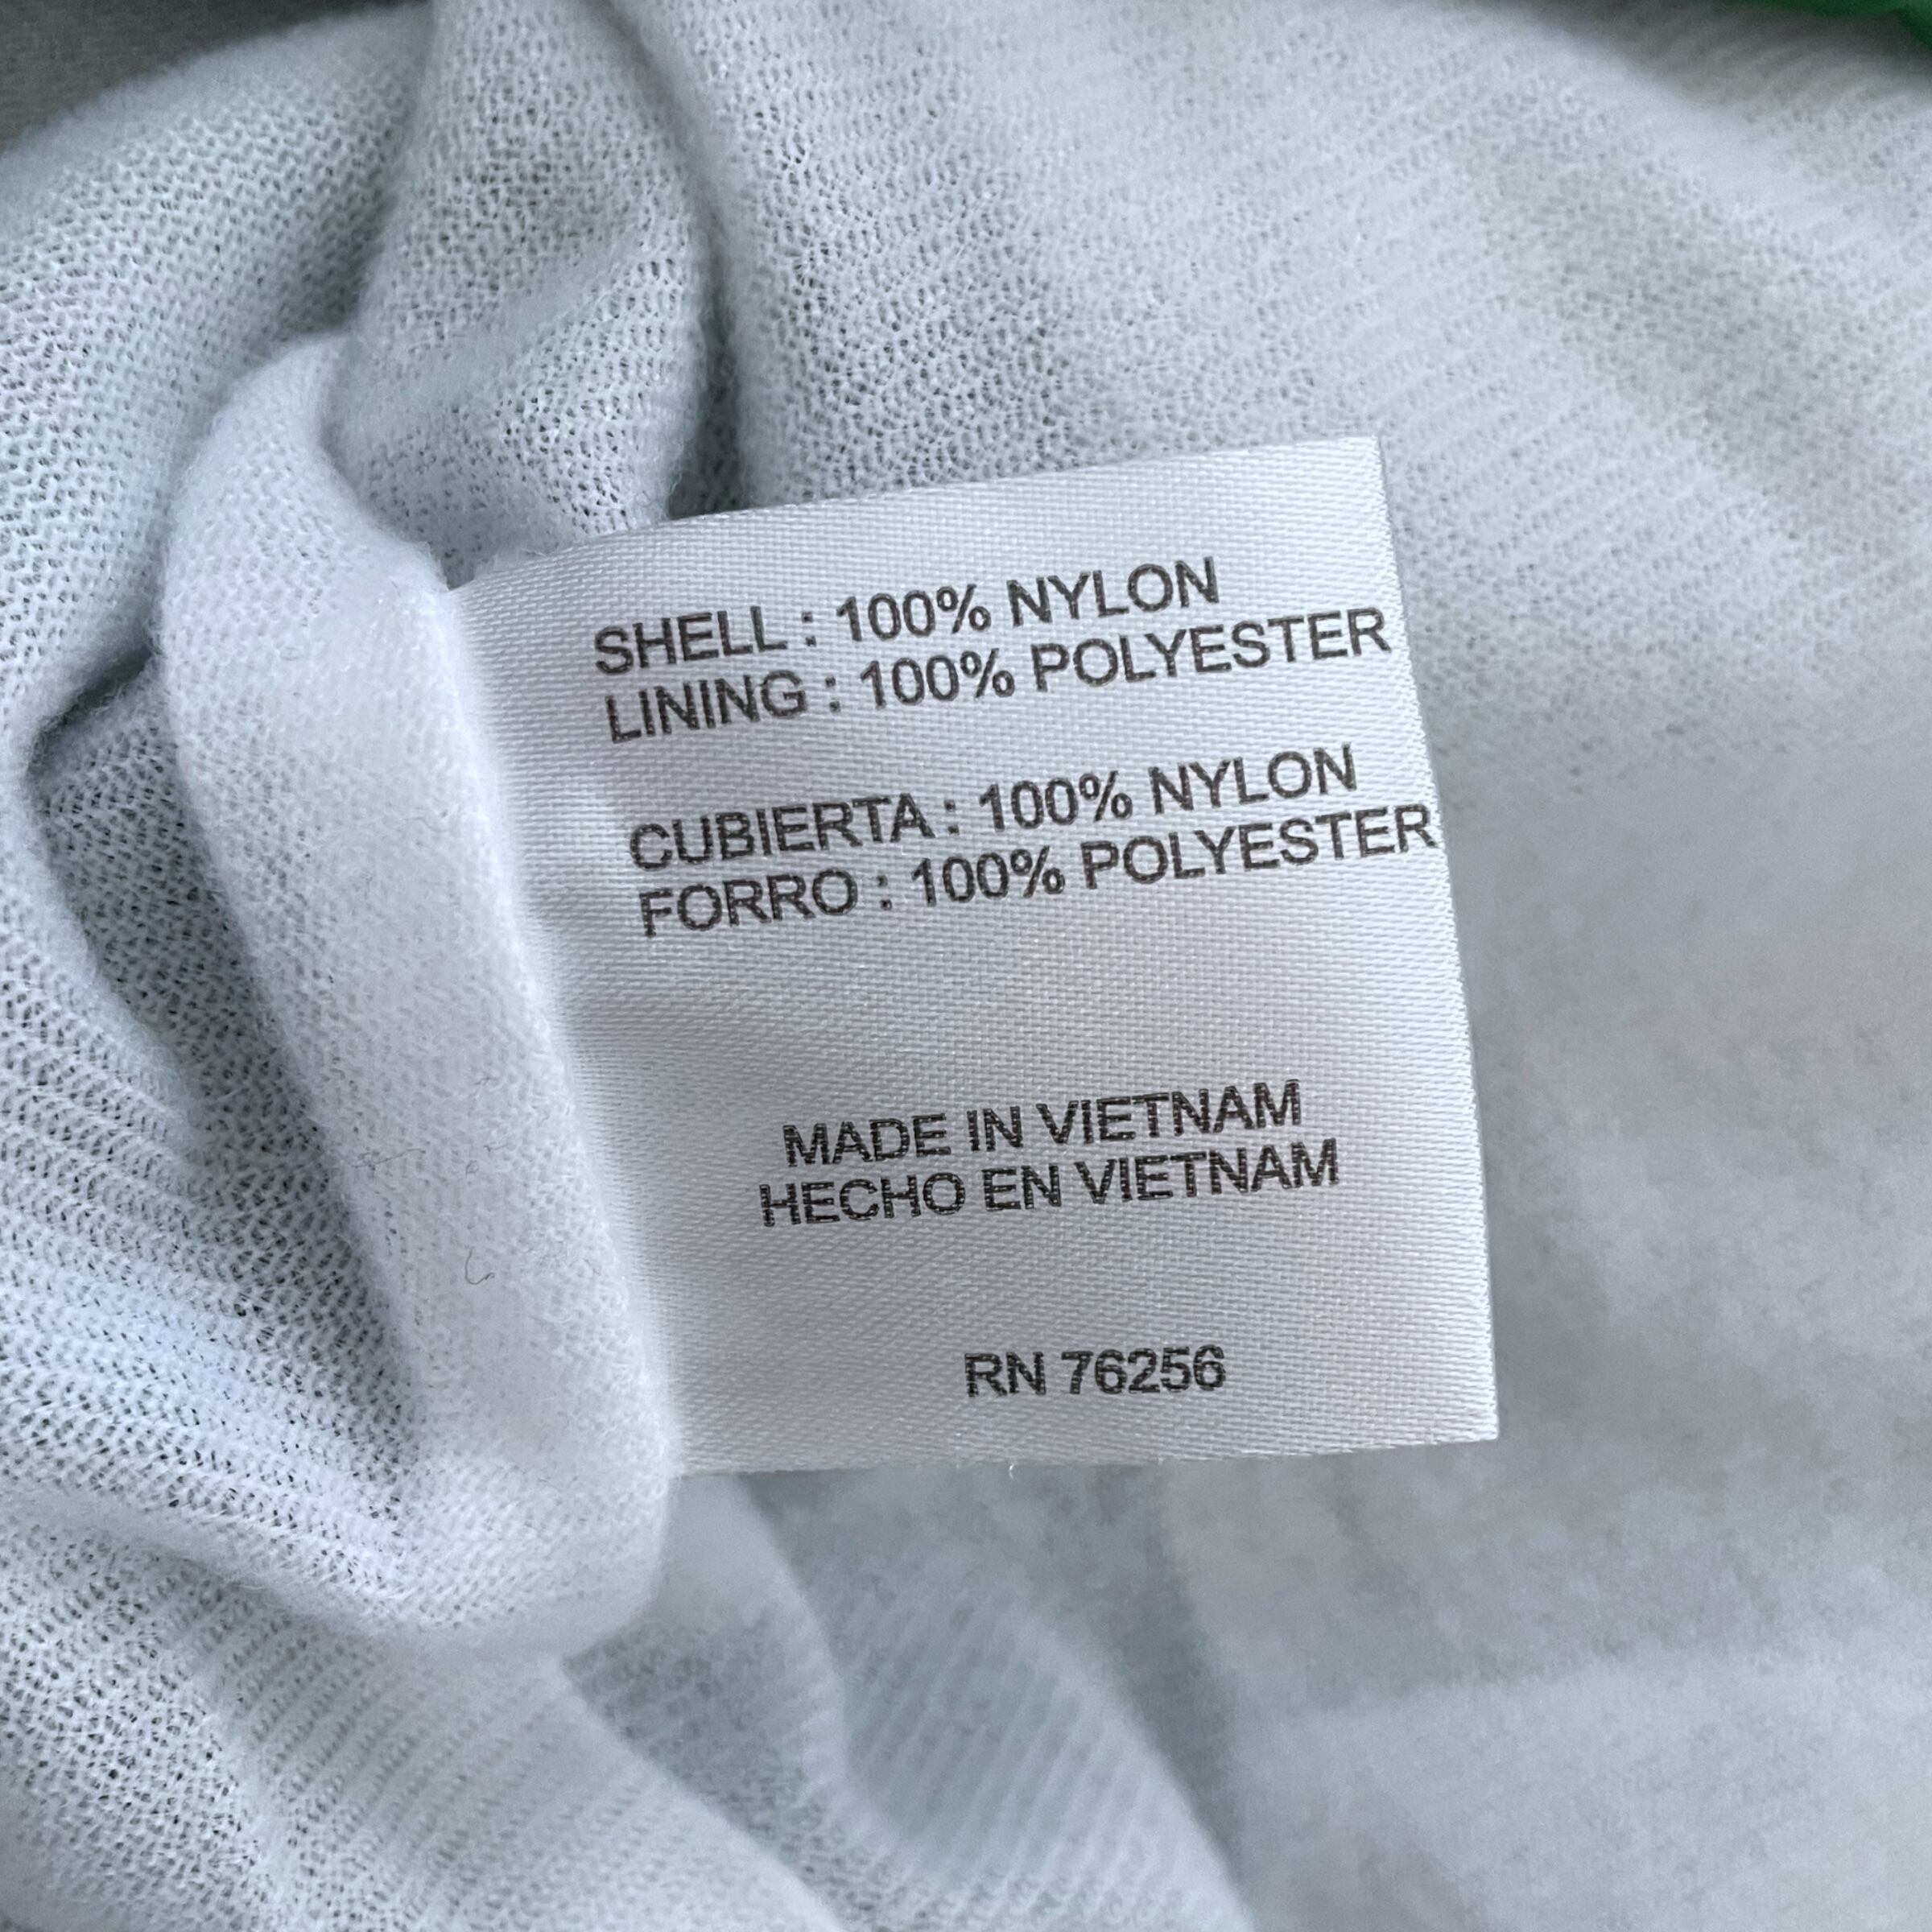 SHELL : 100% NYLON
LINING : 100% POLYESTER
CUBIERTA : 100% NYLON
FORRO : 100% POLYESTER
MADE IN VIETNAM
HECHO EN VIETNAM
RN 76256